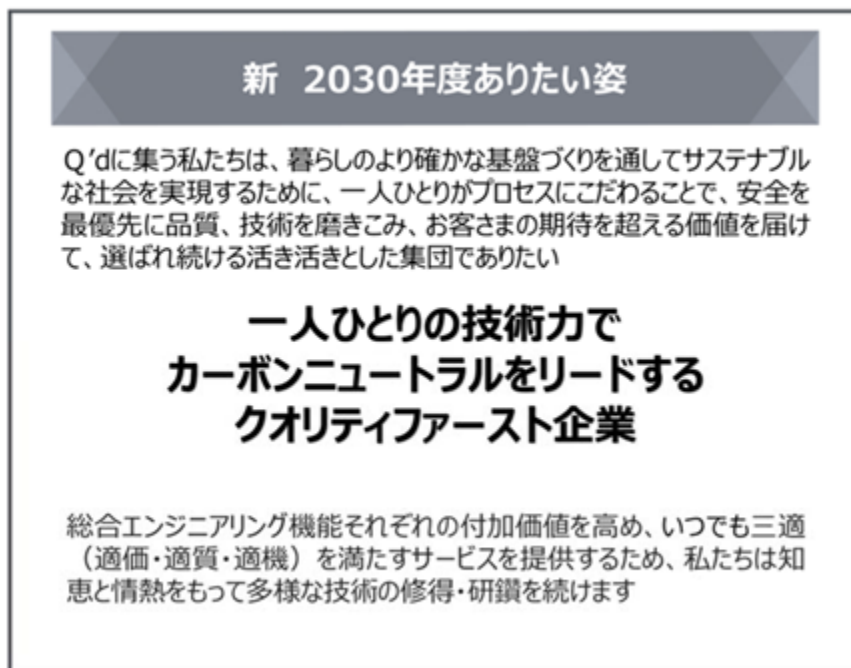 新 2030年度ありたい姿
Q'dに集う私たちは、暮らしのより確かな基盤づくりを通してサステナブル
な社会を実現するために、一人ひとりがプロセスにこだわることで、安全を
最優先に品質、技術を磨きこみ、お客さまの期待を超える価値を届け
て、選ばれ続ける活き活きとした集団でありたい
一人ひとりの技術力で
カーボンニュートラルをリードする
クオリティファースト企業
総合エンジニアリング機能それぞれの付加価値を高め、いつでも三適
（適価・適質・適機）を満たすサービスを提供するため、私たちは知
恵と情熱をもって多様な技術の修得・研鑽を続けます